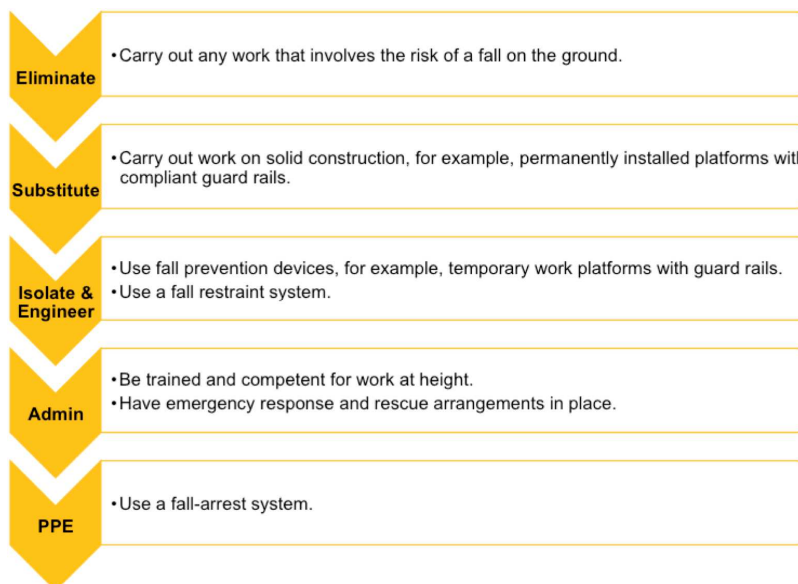 Eliminate
•Carry out any work that involves the risk of a fall on the ground.
Substitute
•Carry out work on solid construction, for example, permanently installed platforms
compliant guard rails.
Isolate &
Engineer
•Use fall prevention devices, for example, temporary work platforms with guard rails.
•Use a fall restraint system.
Admin
•Be trained and competent for work at height.
•Have emergency response and rescue arrangements in place.
PPE
•Use a fall-arrest system.